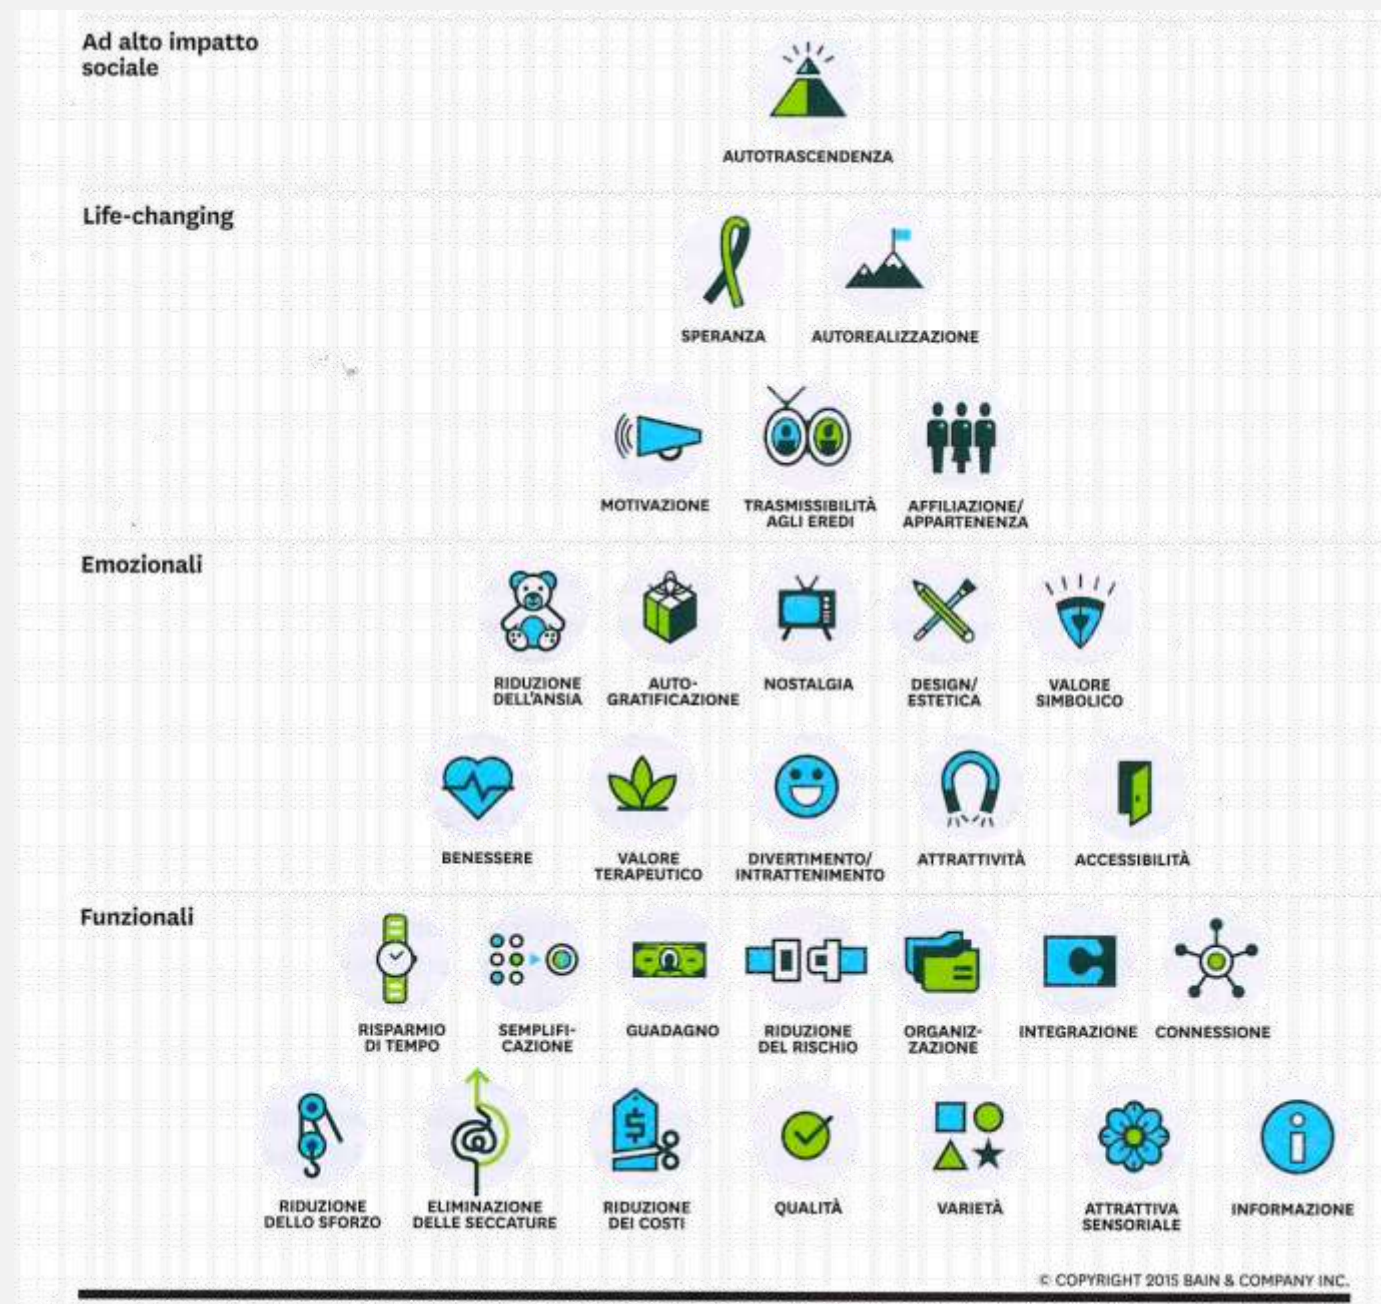 Ad alto impatto
sociale
AUTOTRASCENDENZA
Life-changing
SPERANZA
AUTOREALIZZAZIONE
MOTIVAZIONE
TRASMISSIBILITÀ
AGLI EREDI
AFFILIAZIONE/
APPARTENENZA
Emozionali
RIDUZIONE
DELL'ANSIA
AUTO-
GRATIFICAZIONE
NOSTALGIA
DESIGN/
ESTETICA
VALORE
SIMBOLICO
BENESSERE
VALORE
TERAPEUTICO
DIVERTIMENTO/
INTRATTENIMENTO
ATTRATTIVITÀ
ACCESSIBILITÀ
Funzionali
RISPARMIO
DI TEMPO
SEMPLIFI-
CAZIONE
GUADAGNO
RIDUZIONE
DEL RISCHIO
ORGANIZ-
ZAZIONE
INTEGRAZIONE
CONNESSIONE
$
RIDUZIONE
DELLO SFORZO
ELIMINAZIONE
DELLE SECCATURE
RIDUZIONE
DEI COSTI
QUALITÀ
VARIETÀ
ATTRATTIVA
SENSORIALE
i
INFORMAZIONE
© COPYRIGHT 2015 BAIN & COMPANY INC.